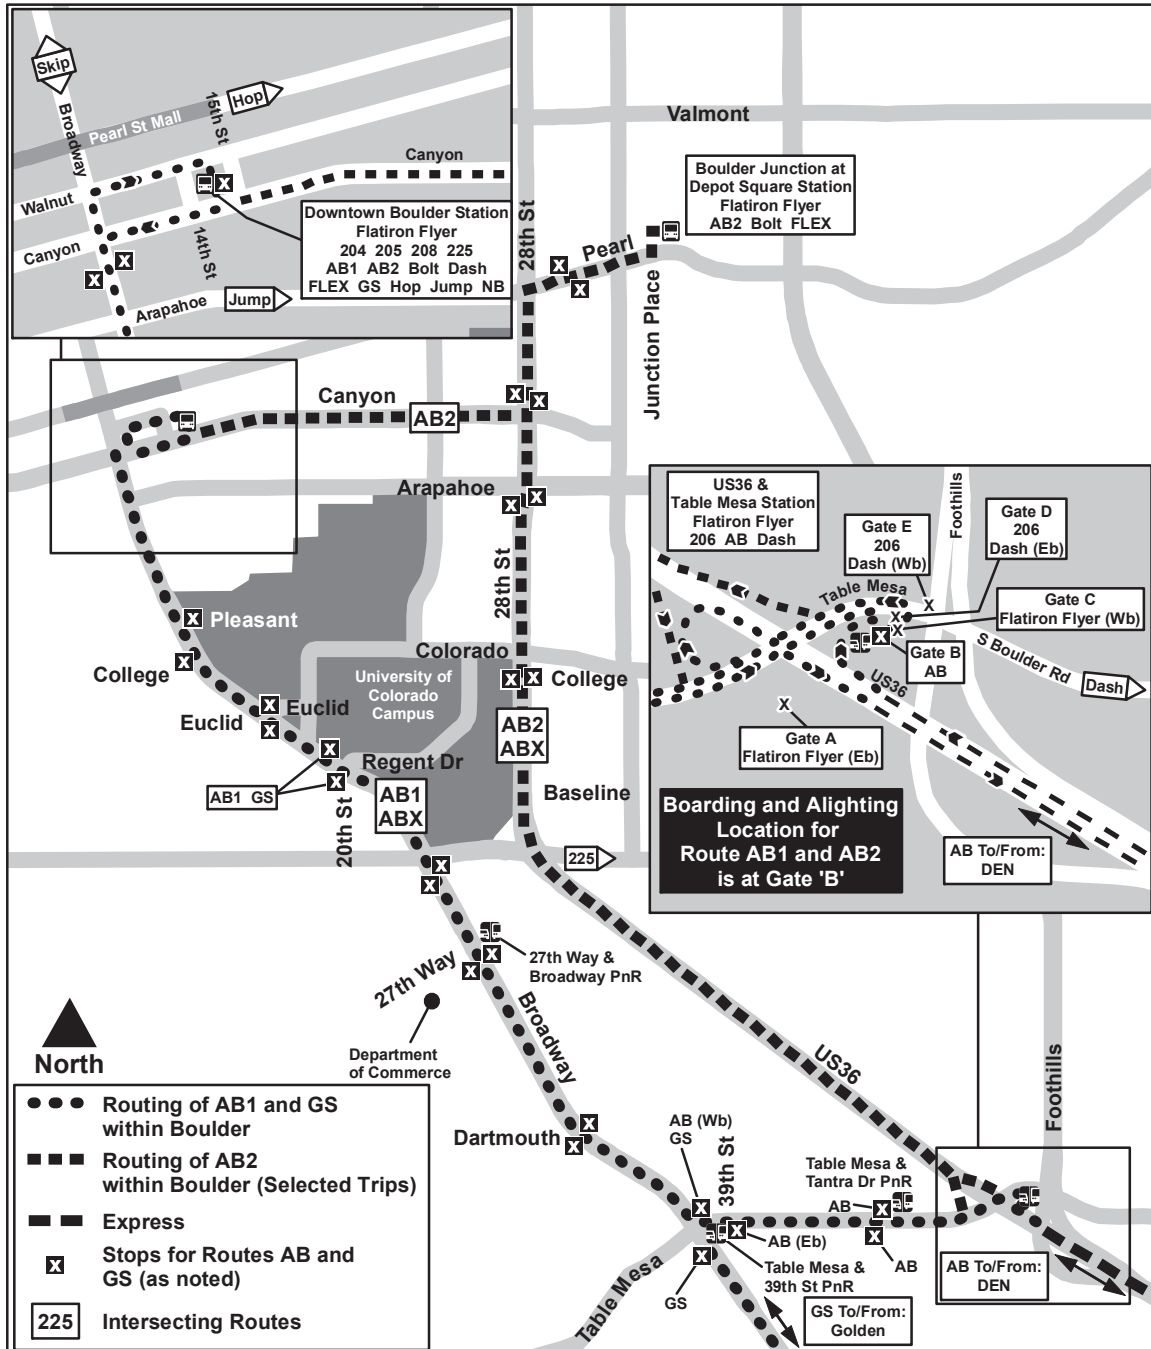 Skip
Broadway
Pearl St Mall
15th St
Hop
Canyon
Walnut
Canyon
14th St
Arapahoe
Jump
Downtown Boulder Station
Flatiron Flyer
204 205 208 225
AB1 AB2 Bolt Dash
FLEX GS Hop Jump NB
Valmont
Boulder Junction at
Depot Square Station
Flatiron Flyer
AB2 Bolt FLEX
28th St
Pearl
Junction Place
Canyon
AB2
Arapahoe
28th St
US36 &
Table Mesa Station
Flatiron Flyer
206 AB Dash
Foothills
Gate E
206
Dash (Wb)
Gate D
206
Dash (Eb)
Table Mesa
X
X
X
Gate C
Flatiron Flyer (Wb)
Gate B
AB
S Boulder Rd
Dash
US36
X
Gate A
Flatiron Flyer (Eb)
Boarding and Alighting
Location for
Route AB1 and AB2
is at Gate 'B'
AB To/From:
DEN
Pleasant
College
Euclid
Euclid
University of
Colorado
Campus
Colorado
College
AB2
ABX
Regent Dr
AB1 GS
20th St
AB1
ABX
Baseline
225
27th Way
27th Way &
Broadway PnR
Broadway
Department
of Commerce
US36
Foothills
North
Dartmouth
AB (Wb)
GS
39th St
Table Mesa &
Tantra Dr PnR
AB
AB (Eb)
AB
Table Mesa &
39th St PnR
GS
Table Mesa
GS To/From:
Golden
AB To/From:
DEN
Routing of AB1 and GS
within Boulder
Routing of AB2
within Boulder (Selected Trips)
Express
X Stops for Routes AB and
GS (as noted)
225 Intersecting Routes